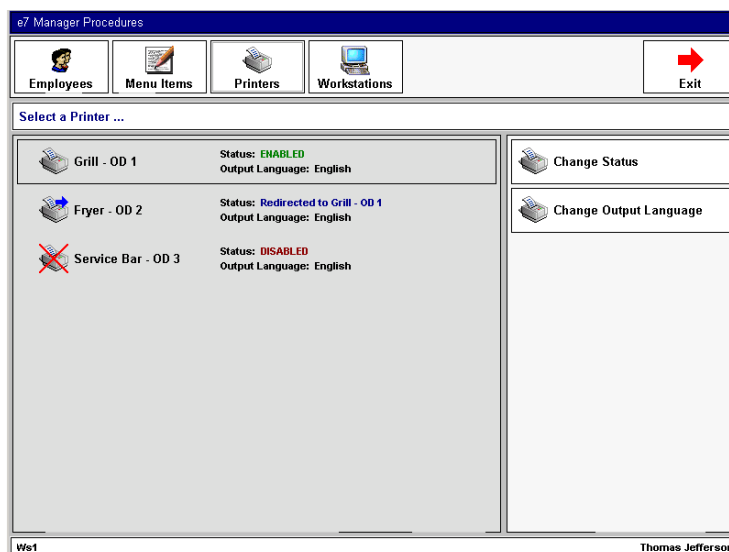 e7 Manager Procedures
Employees
Menu Items
Printers
Workstations
Exit
Select a Printer ...
Grill - OD 1
Status: ENABLED
Output Language: English
Fryer - OD 2
Status: Redirected to Grill - OD 1
Output Language: English
Service Bar - OD 3
Status: DISABLED
Output Language: English
Change Status
Change Output Language
Ws1
Thomas Jefferson